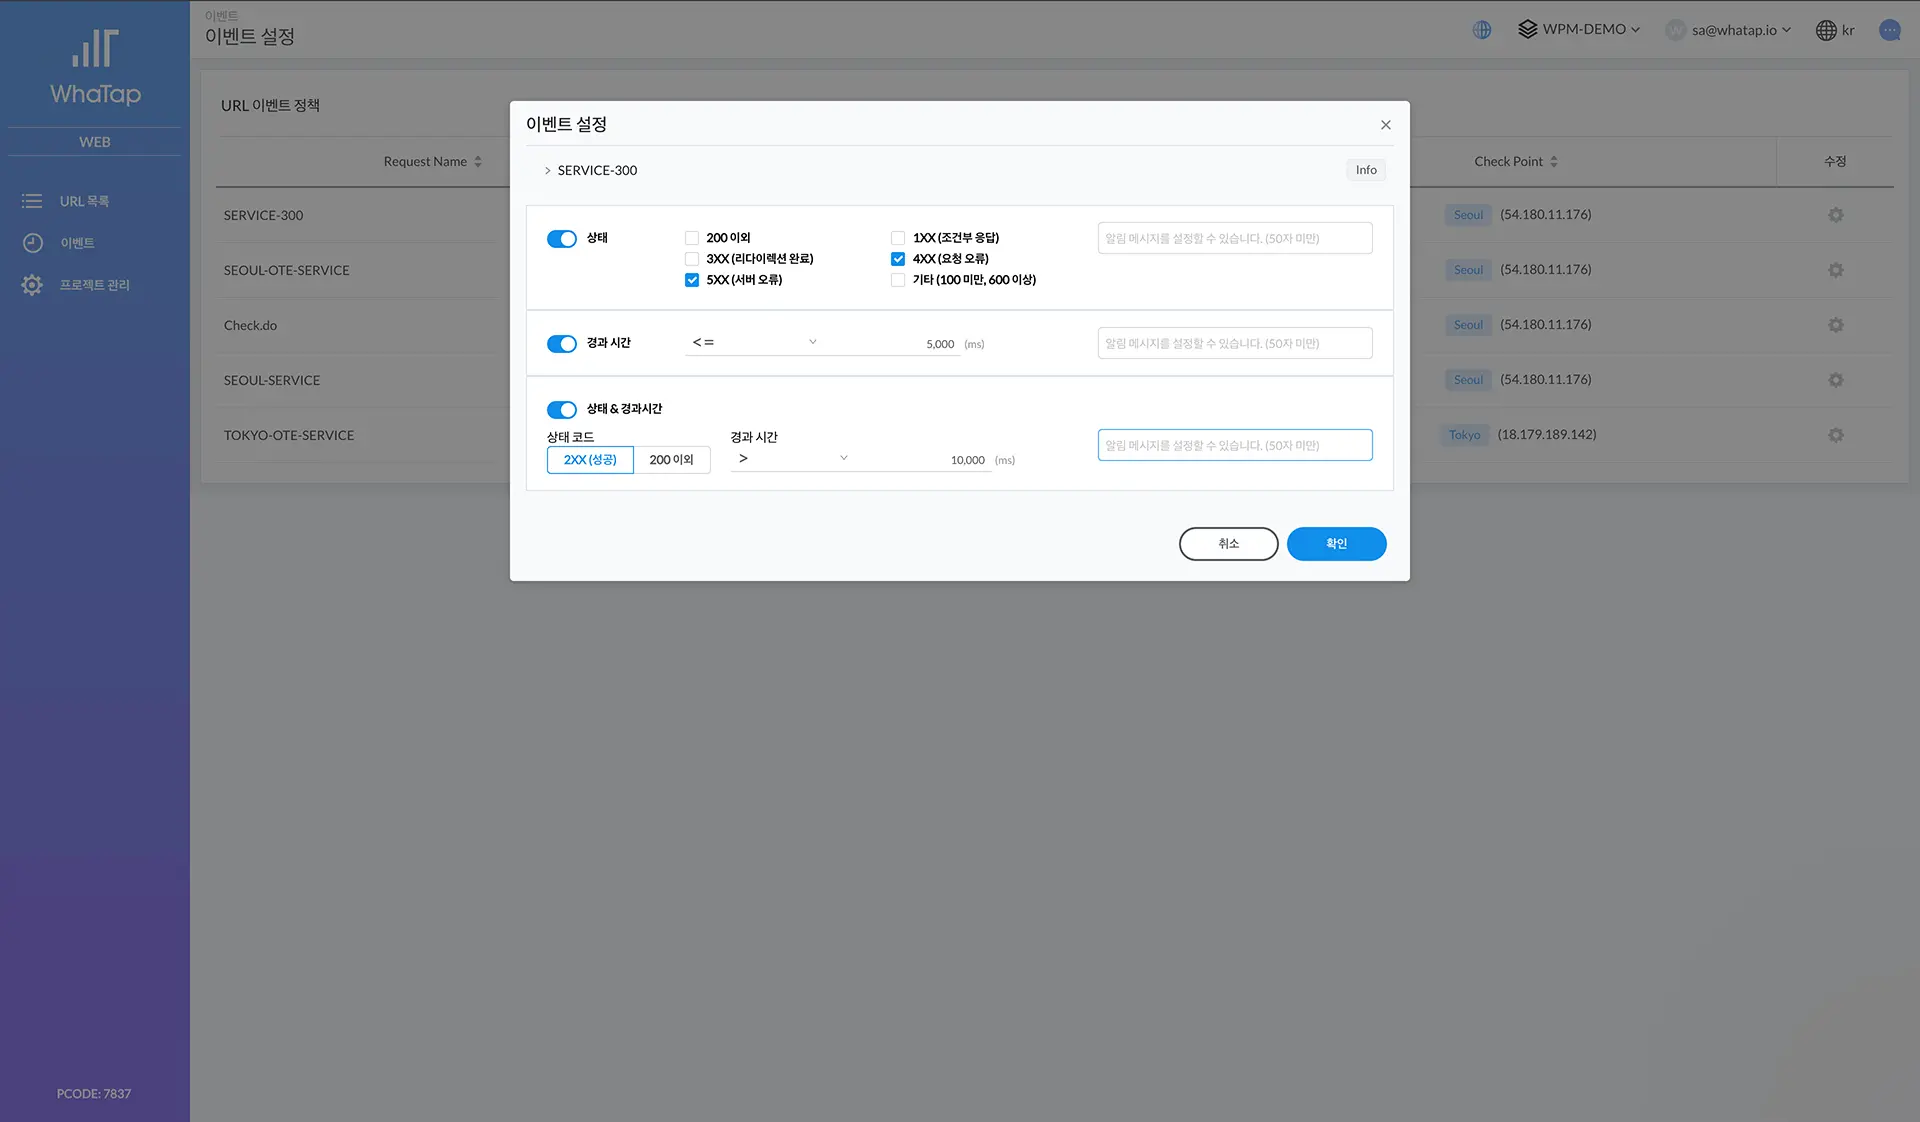 WhaTap
WEB
URL 목록
이벤트
프로젝트 관리
PCODE: 7837
이벤트
이벤트 설정
WPM-DEMO
W
sa@whatap.io
kr
URL 이벤트 정책
Request Name
Check Point
수정
SERVICE-300
Seoul (54.180.11.176)
SEOUL-OTE-SERVICE
Seoul (54.180.11.176)
Check.do
Seoul (54.180.11.176)
SEOUL-SERVICE
Seoul (54.180.11.176)
TOKYO-OTE-SERVICE
Tokyo (18.179.189.142)
이벤트 설정
> SERVICE-300
Info
상태
200 이외
1XX (조건부 응답)
3XX (리다이렉션 완료)
4XX (요청 오류)
5XX (서버 오류)
기타 (100 미만, 600 이상)
알림 메시지를 설정할 수 있습니다. (50자 미만)
경과 시간
<=
5,000 (ms)
알림 메시지를 설정할 수 있습니다. (50자 미만)
상태 & 경과시간
상태 코드
경과 시간
2XX (성공)
200 이외
>
10,000 (ms)
알림 메시지를 설정할 수 있습니다. (50자 미만)
취소
확인